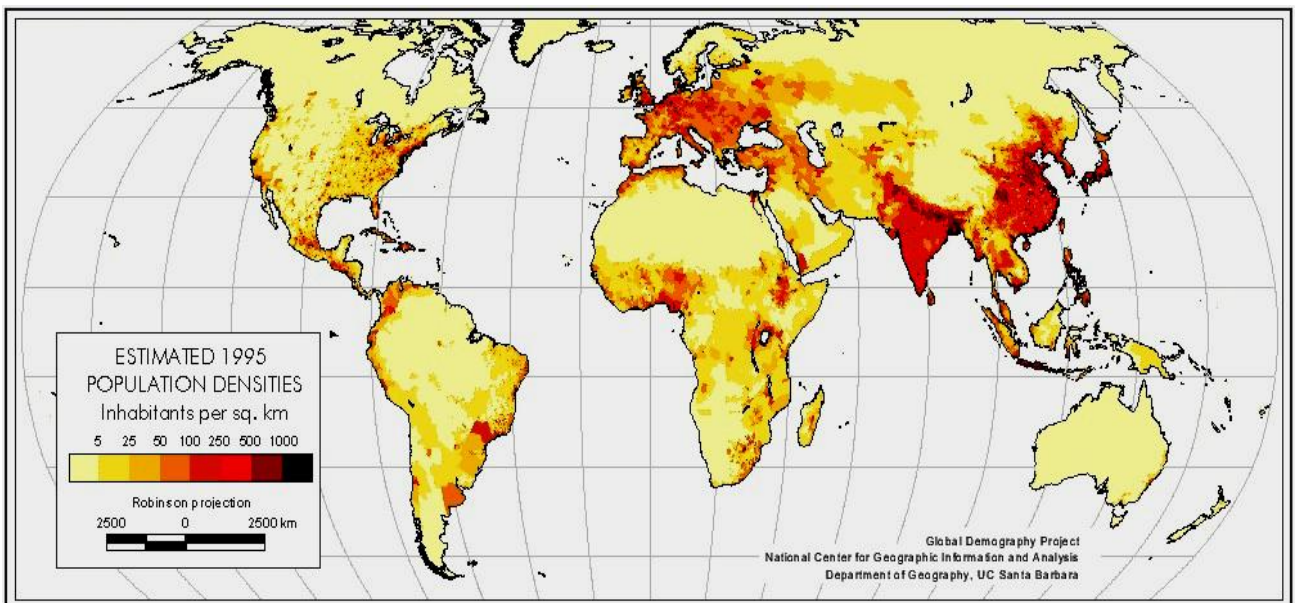 ESTIMATED 1995
POPULATION DENSITIES
Inhabitants per sq. km
5 25 50 100 250 500 1000
Robinson projection
2500 0 2500 km
Global Demography Project
National Center for Geographic Information and Analysis
Department of Geography, UC Santa Barbara